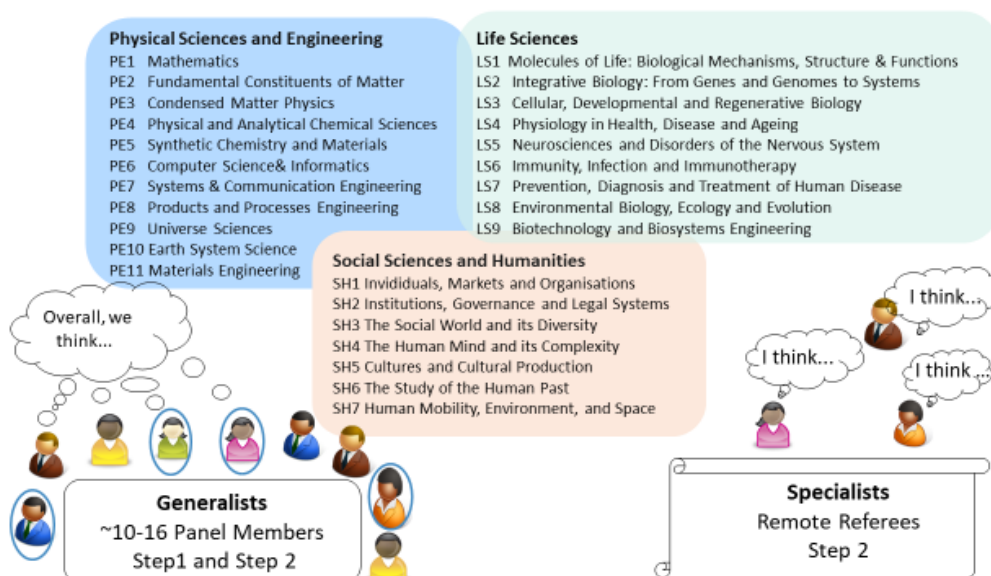 Physical Sciences and Engineering
PE1 Mathematics
PE2 Fundamental Constituents of Matter
PE3 Condensed Matter Physics
PE4 Physical and Analytical Chemical Sciences
PE5 Synthetic Chemistry and Materials
PE6 Computer Science& Informatics
PE7 Systems & Communication Engineering
PE8 Products and Processes Engineering
PE9 Universe Sciences
PE10 Earth System Science
PE11 Materials Engineering
Life Sciences
LS1 Molecules of Life: Biological Mechanisms, Structure & Functions
LS2 Integrative Biology: From Genes and Genomes to Systems
LS3 Cellular, Developmental and Regenerative Biology
LS4 Physiology in Health, Disease and Ageing
LS5 Neurosciences and Disorders of the Nervous System
LS6 Immunity, Infection and Immunotherapy
LS7 Prevention, Diagnosis and Treatment of Human Disease
LS8 Environmental Biology, Ecology and Evolution
LS9 Biotechnology and Biosystems Engineering
Social Sciences and Humanities
SH1 Invididuals, Markets and Organisations
SH2 Institutions, Governance and Legal Systems
SH3 The Social World and its Diversity
SH4 The Human Mind and its Complexity
SH5 Cultures and Cultural Production
SH6 The Study of the Human Past
SH7 Human Mobility, Environment, and Space
Overall, we
think...
I think...
I think...
I think ...
Generalists
~10-16 Panel Members
Step1 and Step 2
Specialists
Remote Referees
Step 2